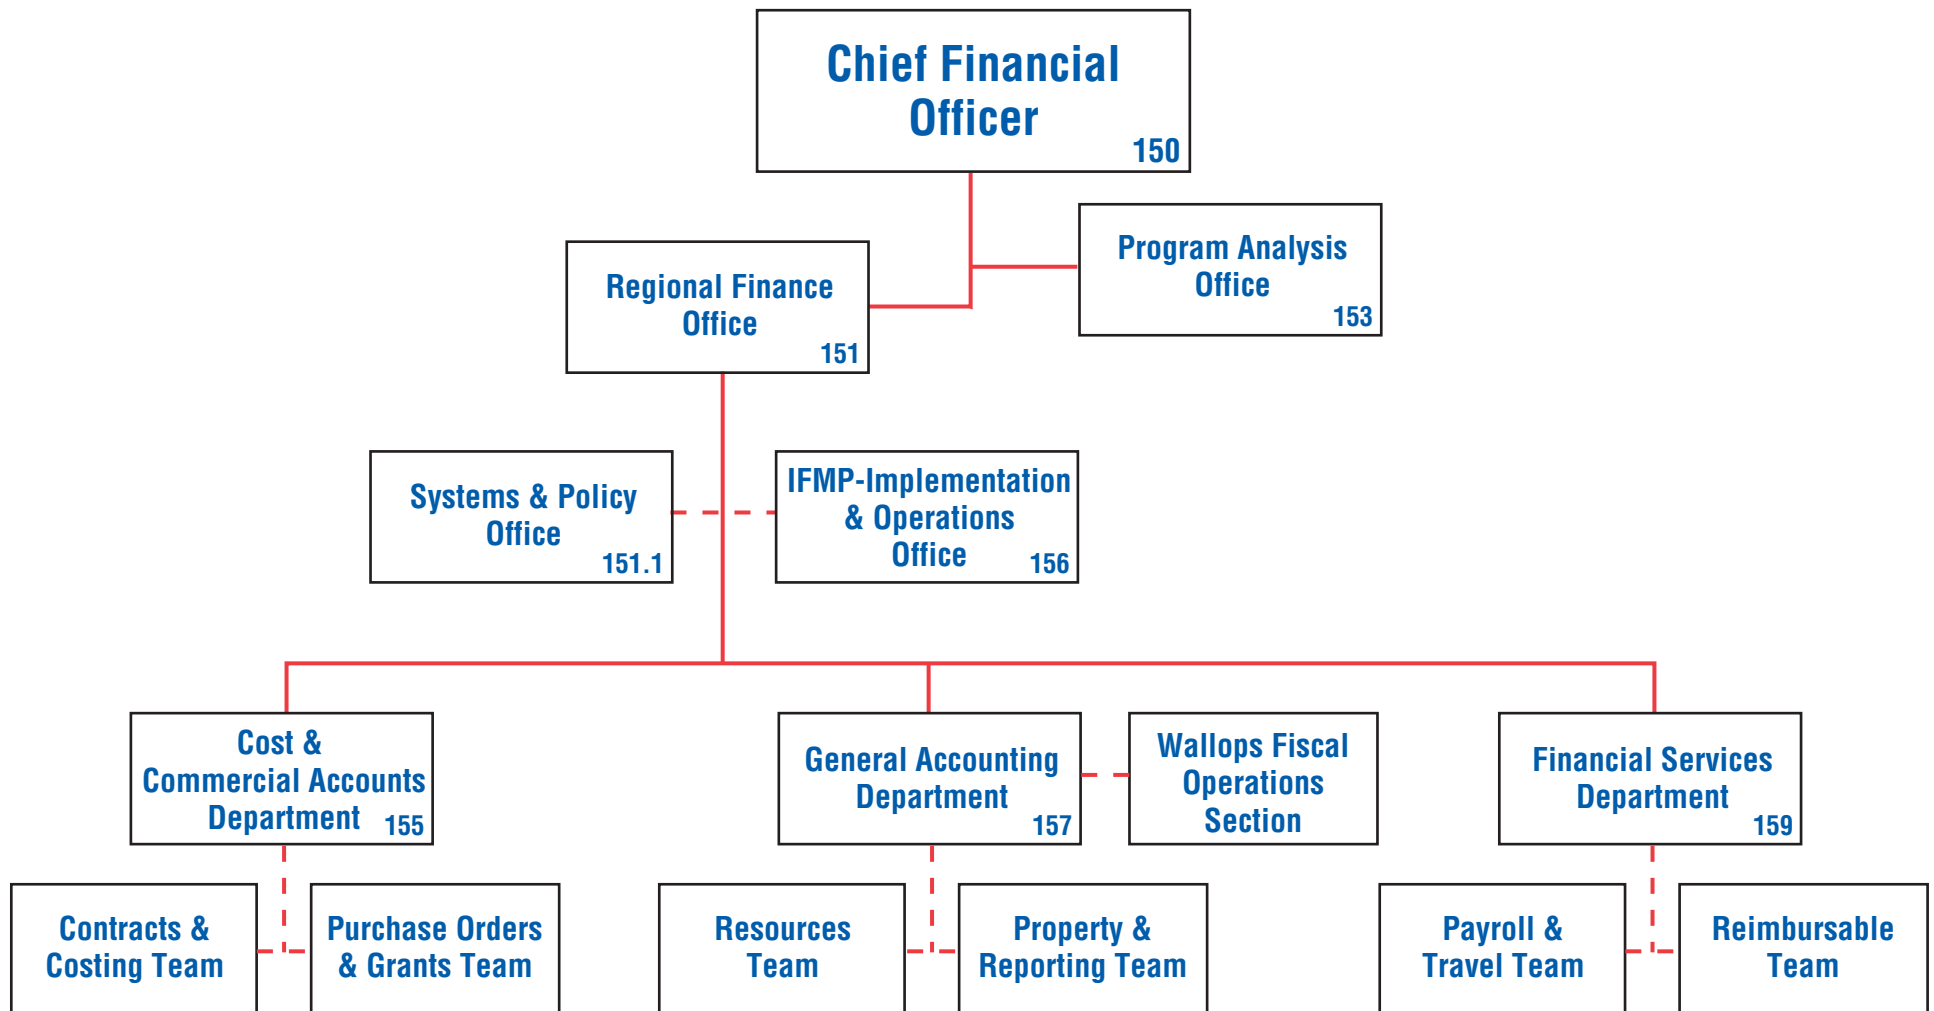 Chief Financial
Officer
150
Program Analysis
Office
153
Regional Finance
Office
151
Systems & Policy
Office
151.1
IFMP-Implementation
& Operations
Office 156
Cost &
Commercial Accounts
Department 155
General Accounting
Department
157
Wallops Fiscal
Operations
Section
Financial Services
Department
159
Contracts &
Costing Team
Purchase Orders
& Grants Team
Resources
Team
Property &
Reporting Team
Payroll &
Travel Team
Reimbursable
Team